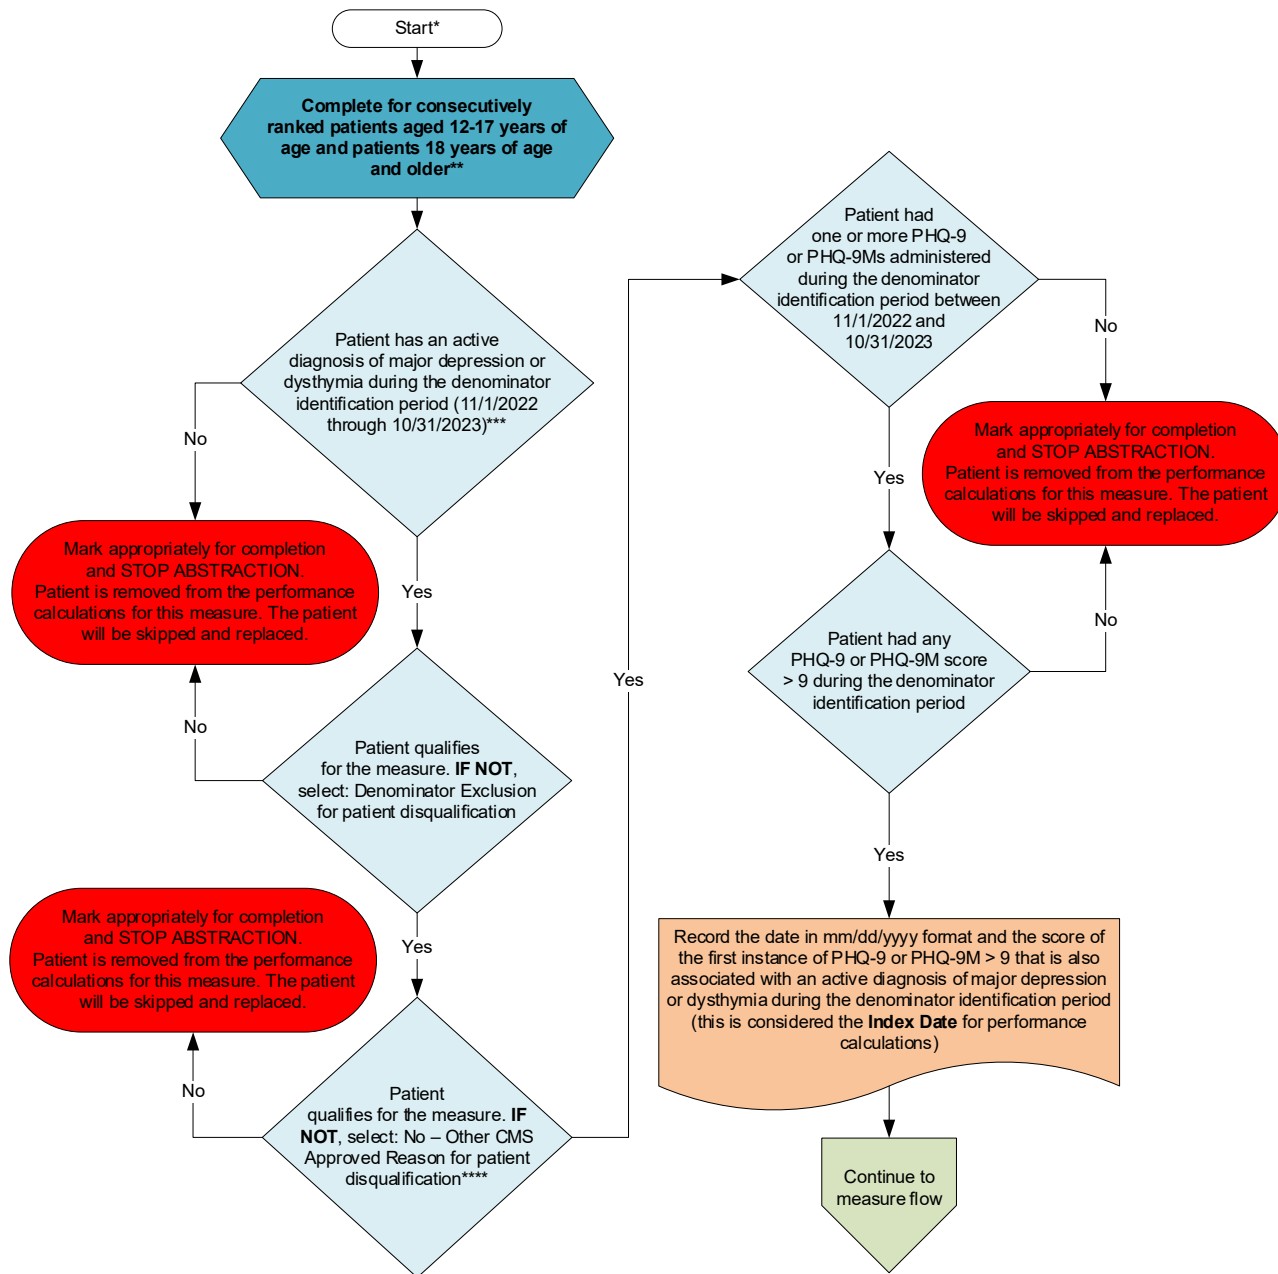 Start*
Complete for consecutively
ranked patients aged 12-17 years of
age and patients 18 years of age
and older**
Patient has an active
diagnosis of major depression or
dysthymia during the denominator
identification period (11/1/2022
through 10/31/2023)***
No
Mark appropriately for completion
and STOP ABSTRACTION.
Patient is removed from the performance
calculations for this measure. The patient
will be skipped and replaced.
Yes
No
Patient qualifies
for the measure. IF NOT,
select: Denominator Exclusion
for patient disqualification
Yes
Mark appropriately for completion
and STOP ABSTRACTION.
Patient is removed from the performance
calculations for this measure. The patient
will be skipped and replaced.
No
Patient
qualifies for the measure. IF
NOT, select: No – Other CMS
Approved Reason for patient
disqualification****
Yes
Patient had
one or more PHQ-9
or PHQ-9Ms administered
during the denominator
identification period between
11/1/2022 and
10/31/2023
No
Mark appropriately for completion
and STOP ABSTRACTION.
Patient is removed from the performance
calculations for this measure. The patient
will be skipped and replaced.
Yes
No
Patient had any
PHQ-9 or PHQ-9M score
> 9 during the denominator
identification period
Yes
Record the date in mm/dd/yyyy format and the score of
the first instance of PHQ-9 or PHQ-9M > 9 that is also
associated with an active diagnosis of major depression
or dysthymia during the denominator identification period
(this is considered the Index Date for performance
calculations)
Continue to
measure flow